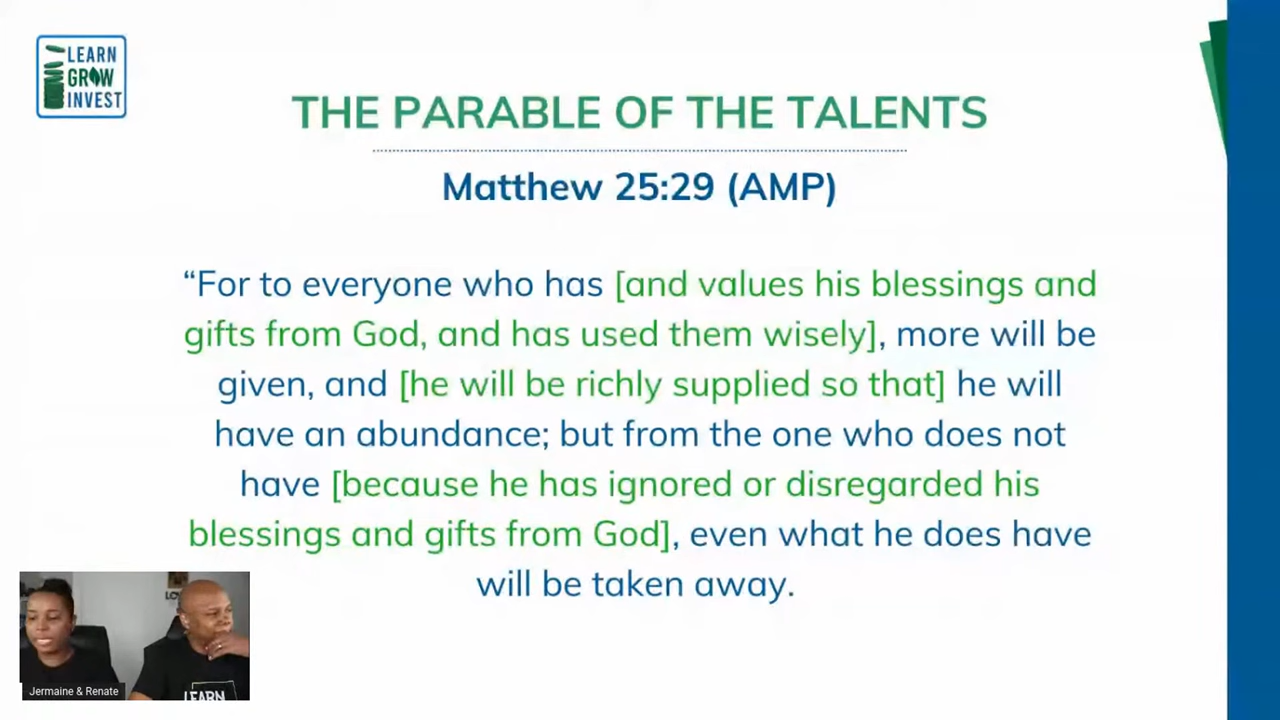 LEARN
GROW
INVEST
THE PARABLE OF THE TALENTS
Matthew 25:29 (AMP)
“For to everyone who has [and values his blessings and
gifts from God, and has used them wisely], more will be
given, and [he will be richly supplied so that] he will
have an abundance; but from the one who does not
have [because he has ignored or disregarded his
blessings and gifts from God], even what he does have
will be taken away.
Jermaine & Renate
LEARN